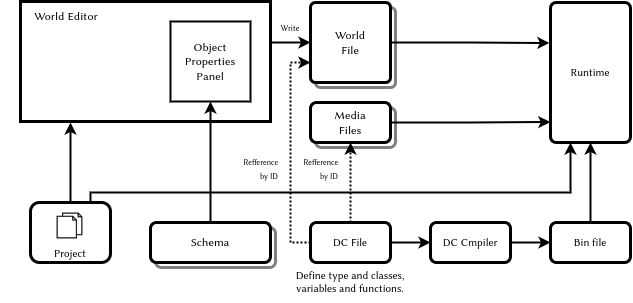 World Editor
Object
Properties
Panel
Write
World
File
Runtime
Media
Files
Refference
by ID
Refference
by ID
Project
Schema
DC File
DC Cmpiler
Bin file
Define type and classes,
variables and functions.